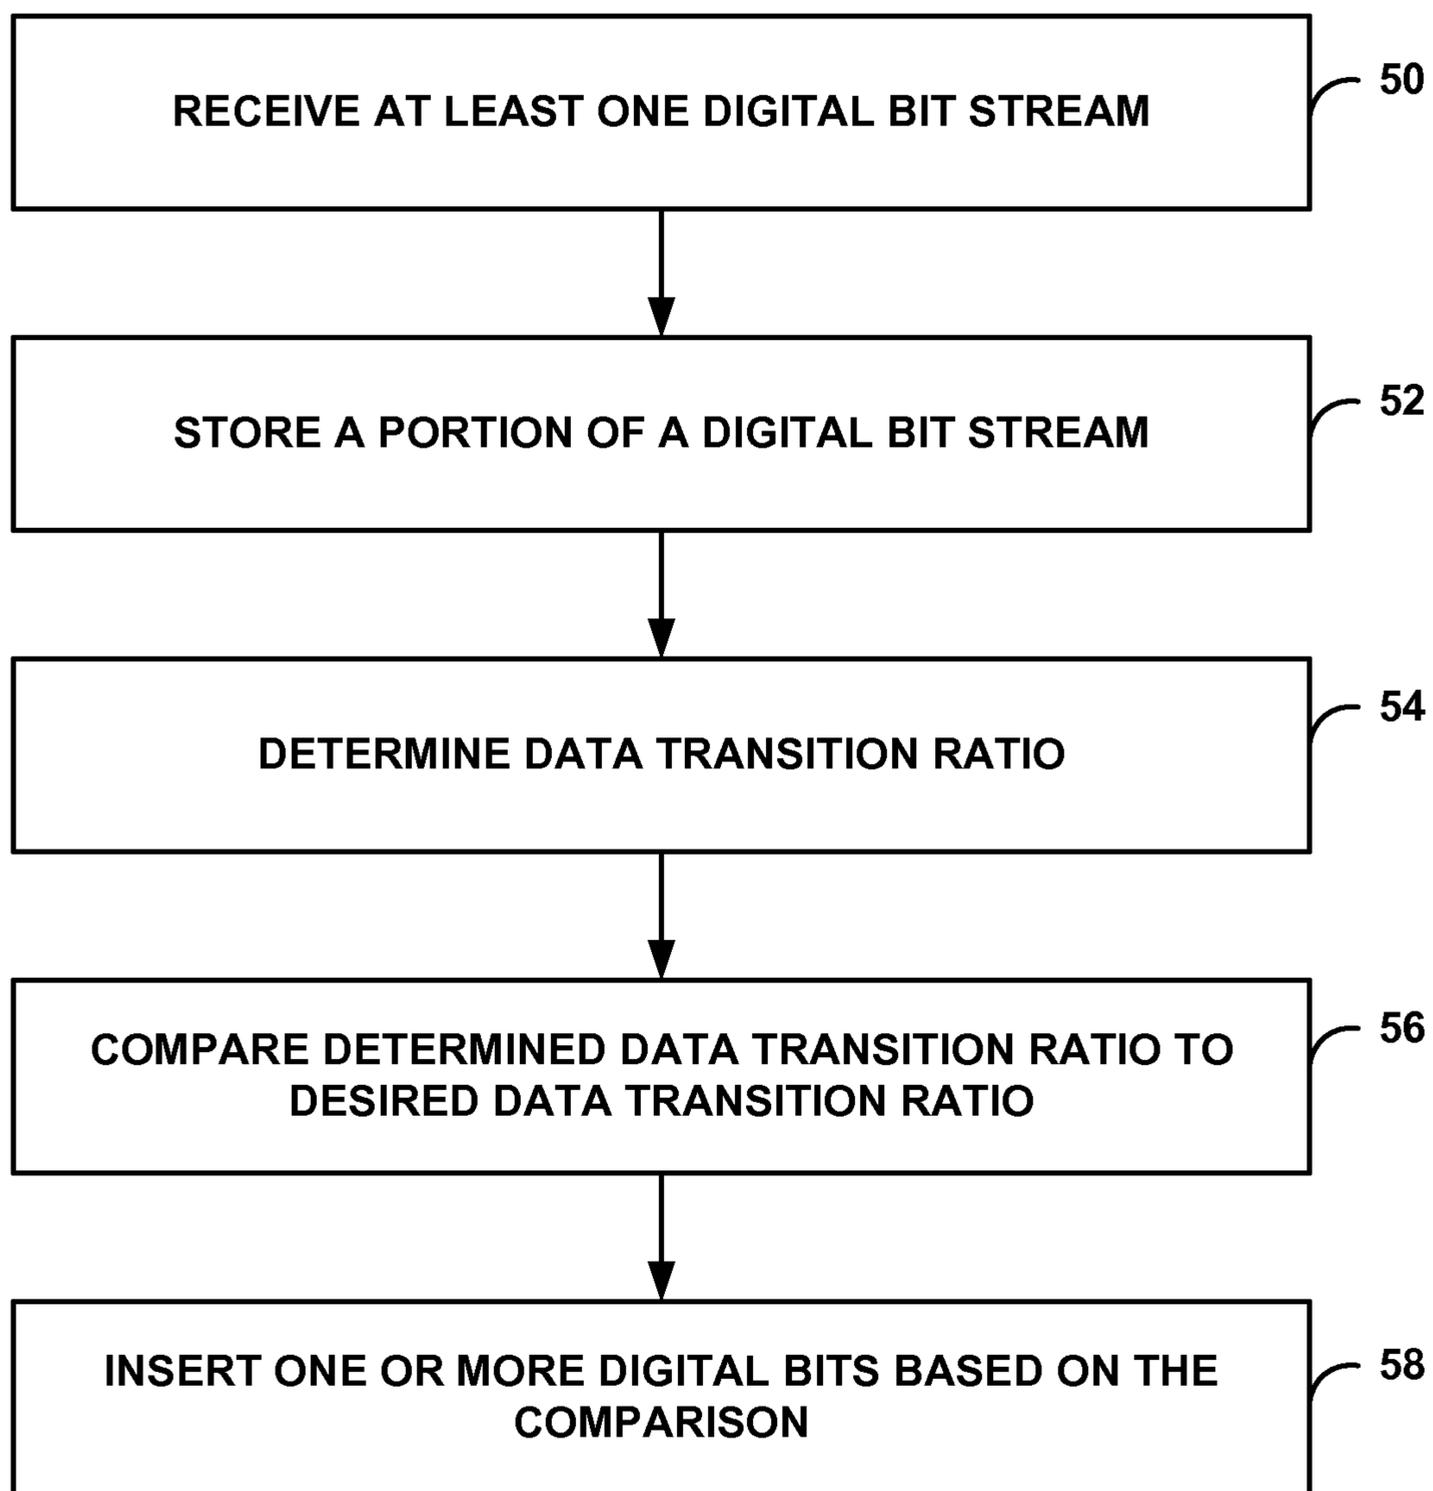 RECEIVE AT LEAST ONE DIGITAL BIT STREAM
50
STORE A PORTION OF A DIGITAL BIT STREAM
52
DETERMINE DATA TRANSITION RATIO
54
COMPARE DETERMINED DATA TRANSITION RATIO TO
DESIRED DATA TRANSITION RATIO
56
INSERT ONE OR MORE DIGITAL BITS BASED ON THE
COMPARISON
58